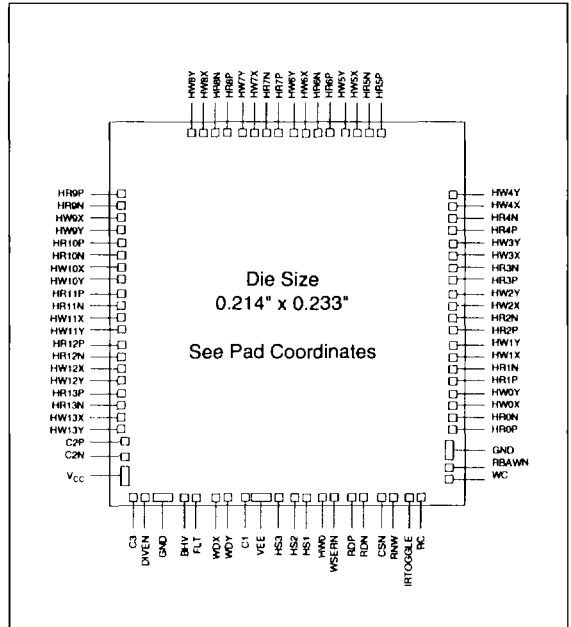 HW8Y
HW8X
HR8N
HR8P
HW7Y
HW7X
HR7N
HR7P
HW6Y
HW6X
HR6N
HR6P
HW5Y
HW5X
HR5N
HR5P
HR9P
HR9N
HW9X
HW9Y
HR10P
HR10N
HW10X
HW10Y
HR11P
HR11N
HW11X
HW11Y
HR12P
HR12N
HW12X
HW12Y
HR13P
HR13N
HW13X
HW13Y
C2P
C2N
VCC
Die Size
0.214" x 0.233"
See Pad Coordinates
HW4Y
HW4X
HR4N
HR4P
HW3Y
HW3X
HR3N
HR3P
HW2Y
HW2X
HR2N
HR2P
HW1Y
HW1X
HR1N
HR1P
HW0Y
HW0X
HR0N
HR0P
GND
RBAWN
WC
C3
DIVEN
GND
BHV
FLT
WDX
WDY
C1
VEE
HS3
HS2
HS1
HW0
WSERN
RDP
RDN
CSN
RNW
IRTOGGLE
RC